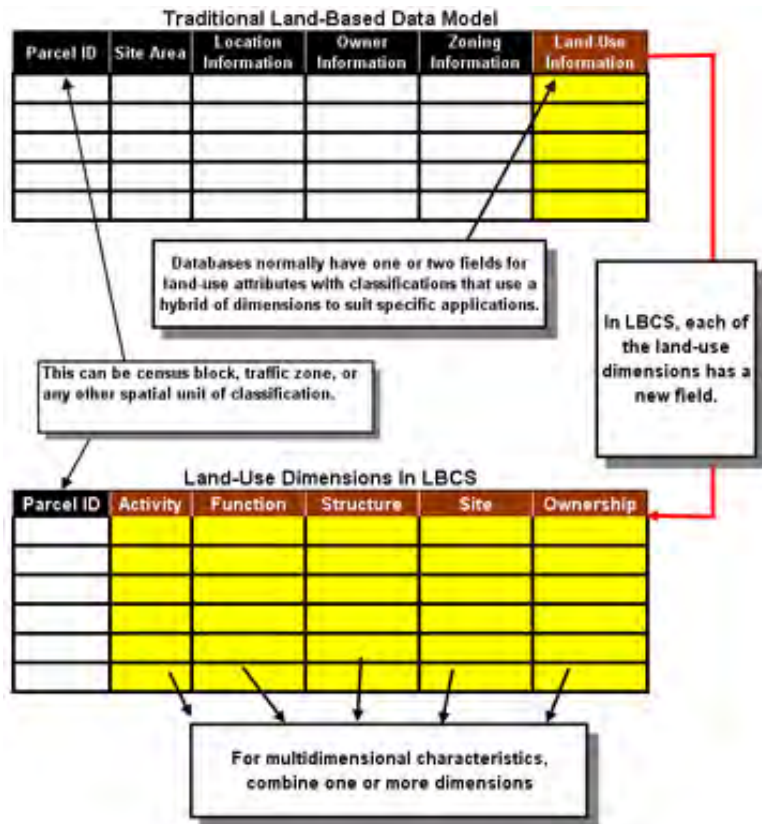 Traditional Land-Based Data Model
Parcel ID Site Area Location Information Owner Information Zoning Information Land-Use Information
Databases normally have one or two fields for
land-use attributes with classifications that use a
hybrid of dimensions to suit specific applications.
In LBCS, each of
the land-use
dimensions has a
new field.
This can be census block, traffic zone, or
any other spatial unit of classification.
Land-Use Dimensions In LBCS
Parcel ID Activity Function Structure Site Ownership
For multidimensional characteristics,
combine one or more dimensions